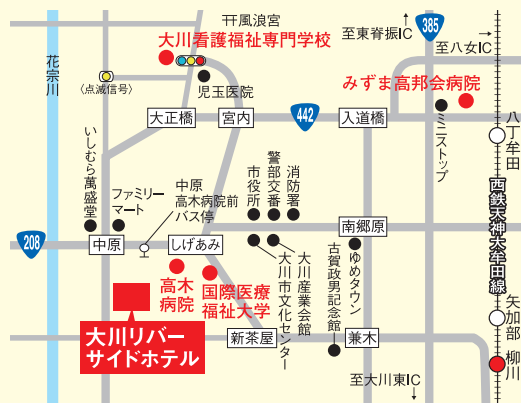 开風浪宮
大川看護福祉専門学校
至東脊振IC
385
至八女IC
花宗川
〈点滅信号〉
児玉医院
みずま高邦会病院
大正橋
宮内
442
入道橋
ミニストップ
八丁牟田
いしむら萬盛堂
ファミリー
マート
中原
高木病院前
バス停
市役所
警部交番
消防署
西鉄天神大牟田線
208
中原
しげあみ
南郷原
高木
病院
国際医療
福祉大学
大川市文化センター
大川産業会館
古賀政男記念館
ゆめタウン
矢加部
大川リバー
サイドホテル
新茶屋
兼木
柳川
至大川東IC